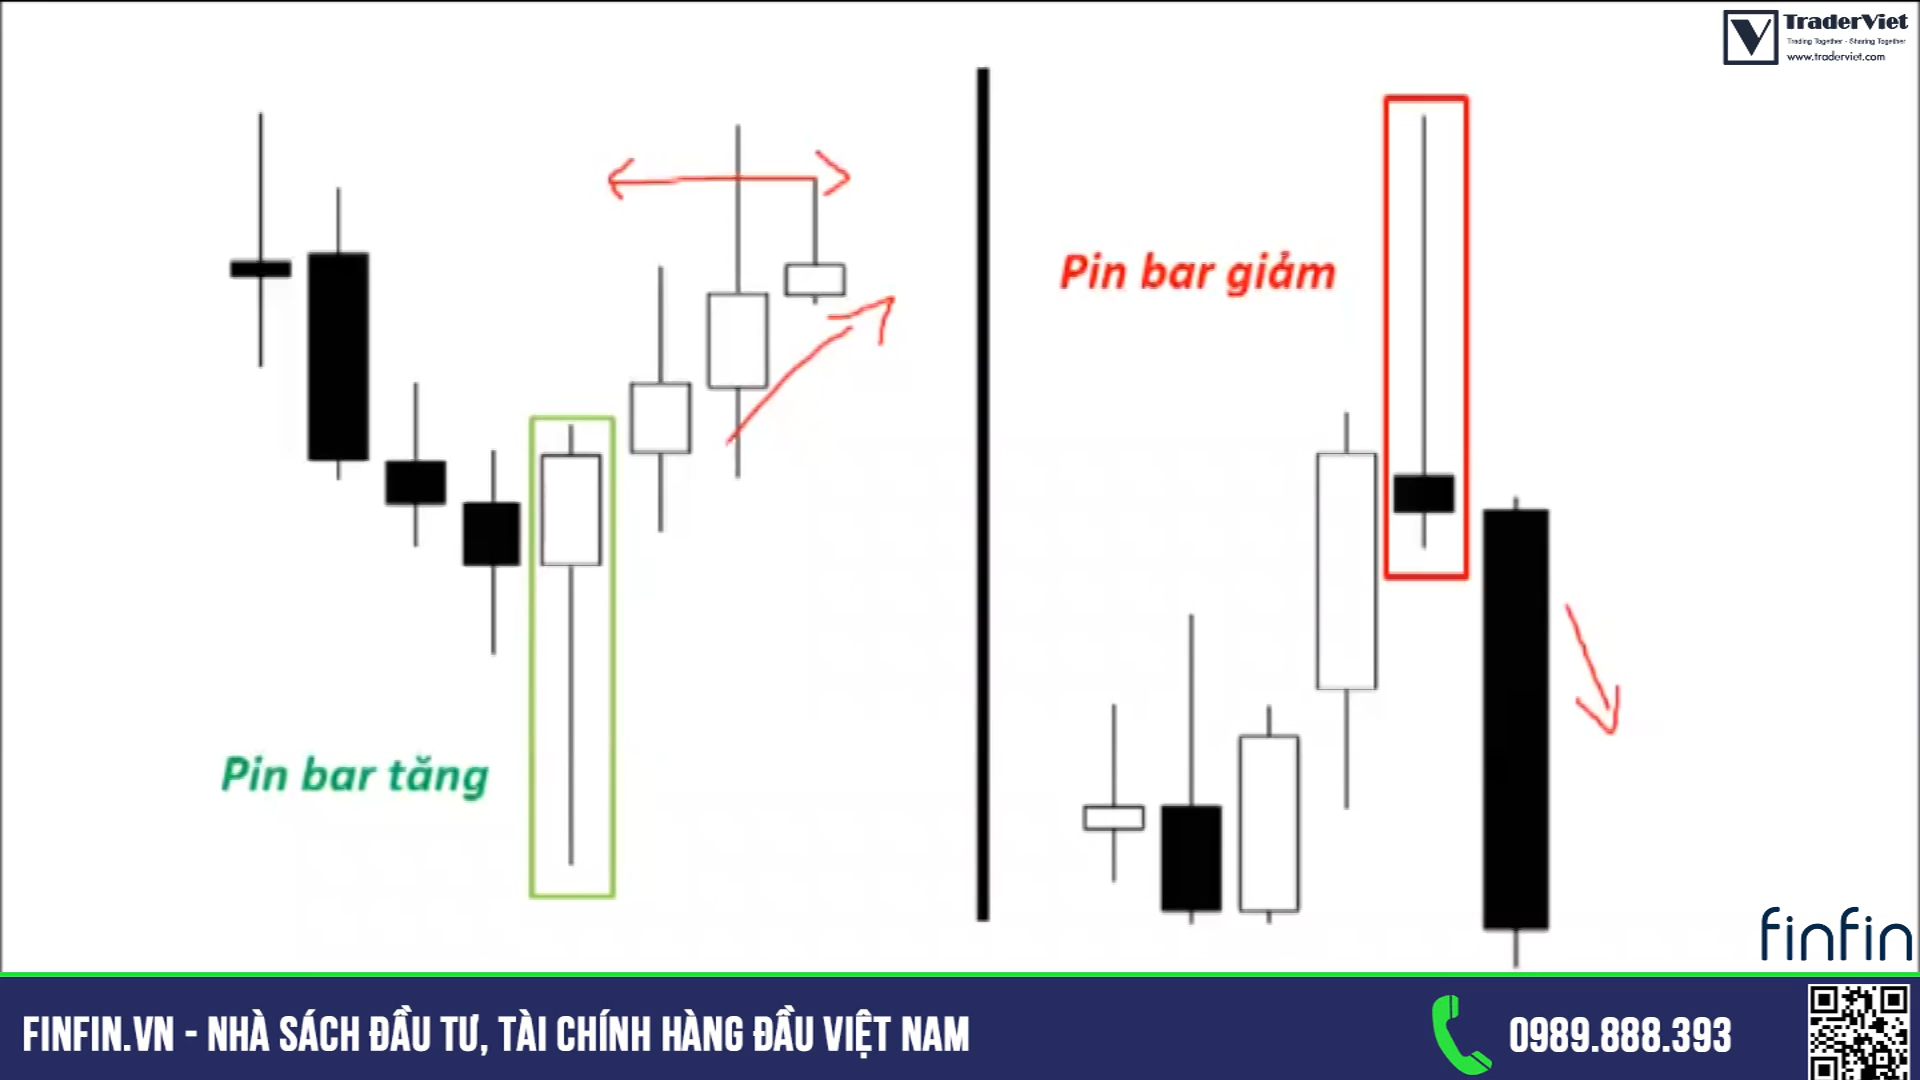 TraderViet
Trading Together - Sharing Together
www.traderviet.com
Pin bar giảm
Pin bar tăng
finfin
FINFIN.VN - NHÀ SÁCH ĐẦU TƯ, TÀI CHÍNH HÀNG ĐẦU VIỆT NAM
0989.888.393